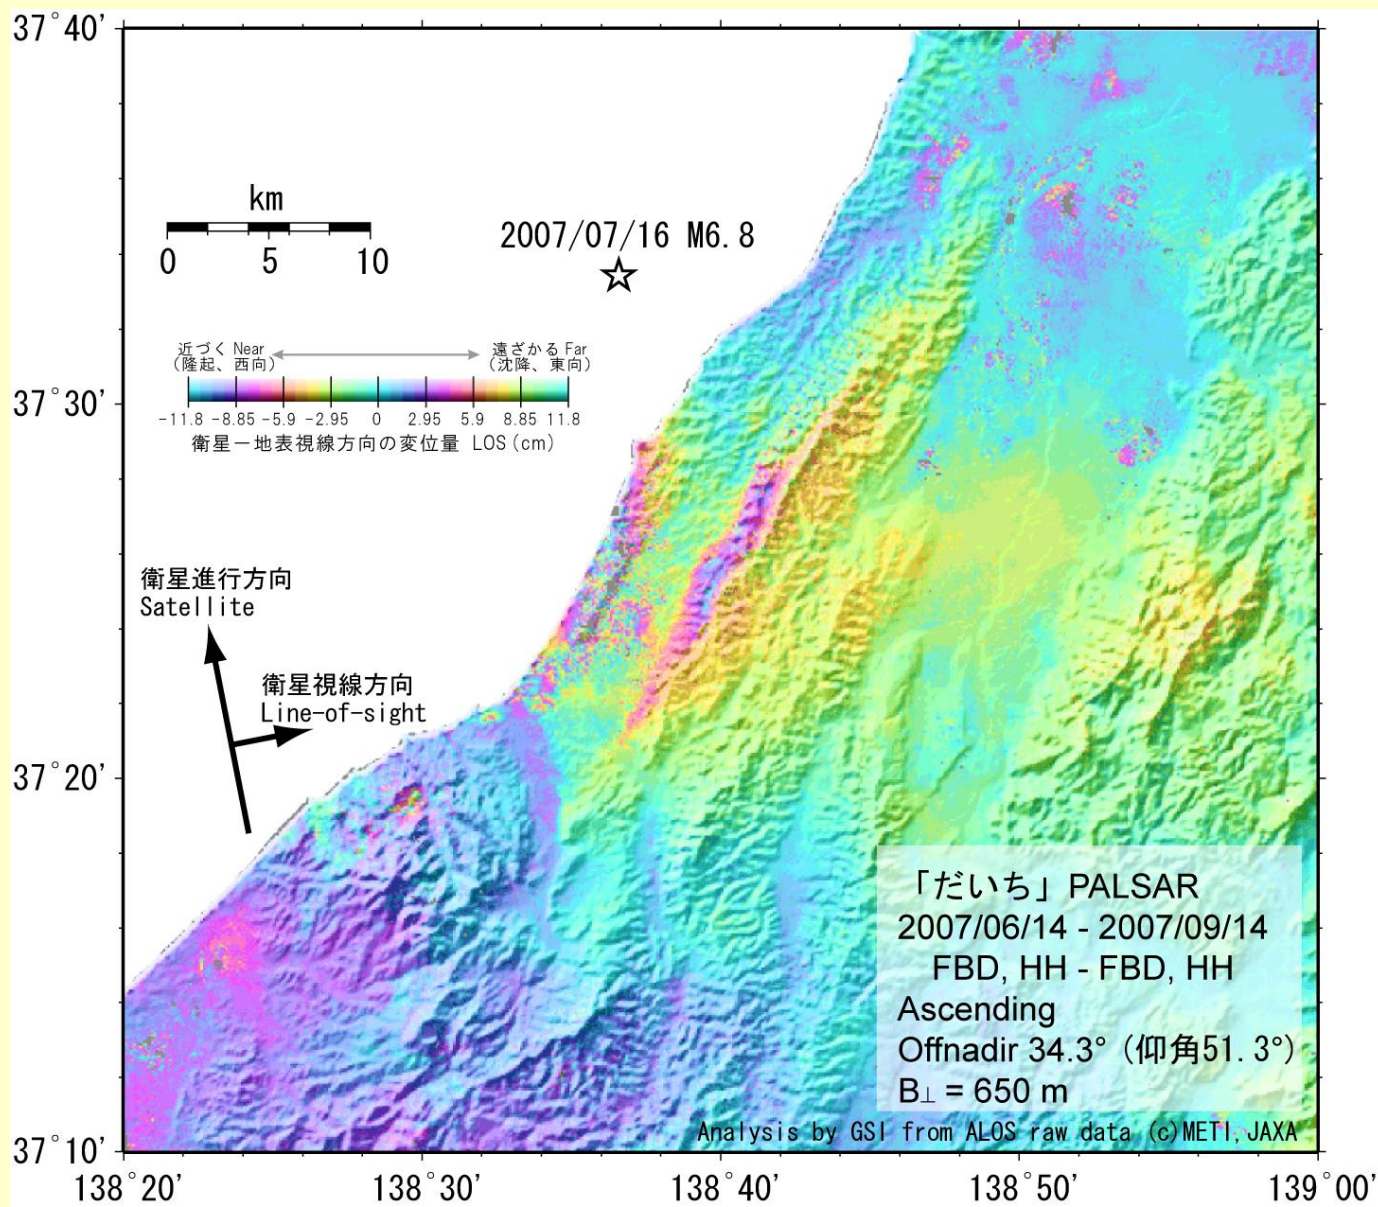 37°40'
km
0 5 10
2007/07/16 M6.8
近づく Near
(隆起、西向)
遠ざかる Far
(沈降、東向)
-11.8 -8.85 -5.9 -2.95 0 2.95 5.9 8.85 11.8
衛星ー地表視線方向の変位量 LOS (cm)
37°30'
衛星進行方向
Satellite
衛星視線方向
Line-of-sight
37°20'
「だいち」PALSAR
2007/06/14 - 2007/09/14
FBD, HH - FBD, HH
Ascending
Offnadir 34.3° (仰角51.3°)
B⊥ = 650 m
Analysis by GSI from ALOS raw data (c)METI, JAXA
37°10'
138°20' 138°30' 138°40' 138°50' 139°00'